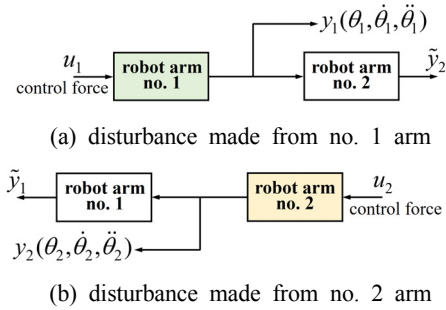 y₁(θ₁,θ̇₁,θ̈₁)
u₁
control force
robot arm
no. 1
robot arm
no. 2
ỹ₂
(a) disturbance made from no. 1 arm
ỹ₁
robot arm
no. 1
robot arm
no. 2
u₂
control force
y₂(θ₂,θ̇₂,θ̈₂)
(b) disturbance made from no. 2 arm